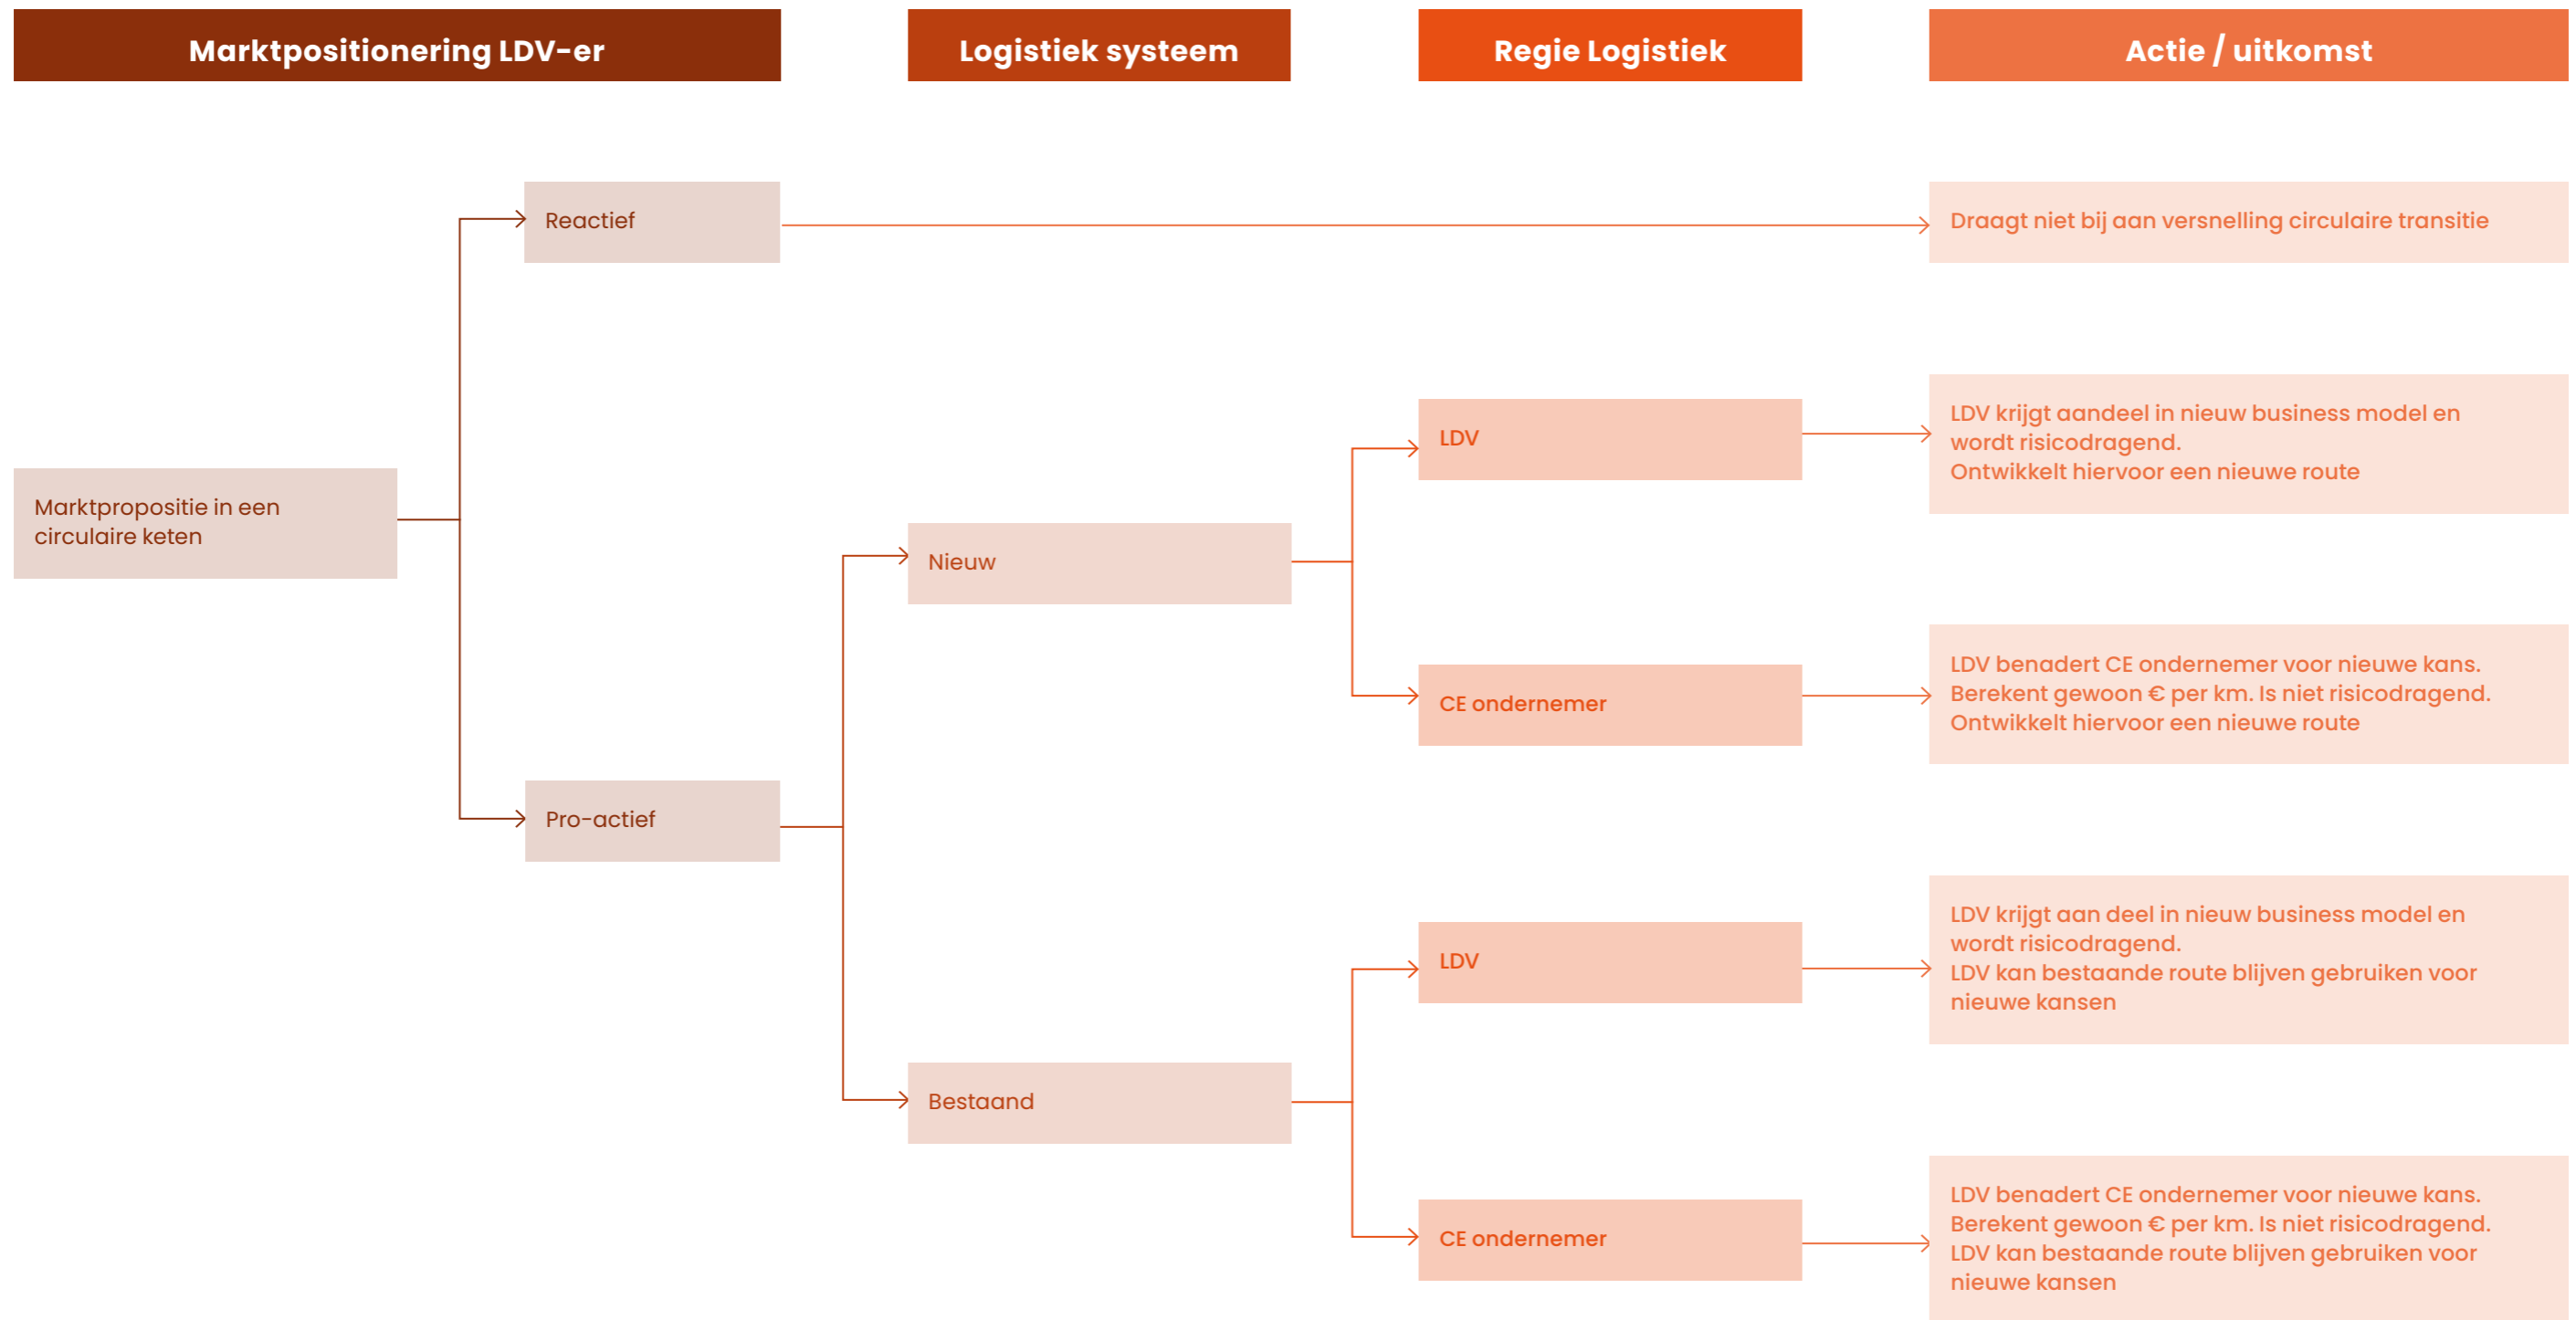 Marktpositionering LDV-er
Logistiek systeem
Regie Logistiek
Actie / uitkomst
Marktpropositie in een
circulaire keten
Reactief
Draagt niet bij aan versnelling circulaire transitie
Pro-actief
Nieuw
LDV
LDV krijgt aandeel in nieuw business model en
wordt risicodragend.
Ontwikkelt hiervoor een nieuwe route
CE ondernemer
LDV benadert CE ondernemer voor nieuwe kans.
Berekent gewoon € per km. Is niet risicodragend.
Ontwikkelt hiervoor een nieuwe route
Bestaand
LDV
LDV krijgt aan deel in nieuw business model en
wordt risicodragend.
LDV kan bestaande route blijven gebruiken voor
nieuwe kansen
CE ondernemer
LDV benadert CE ondernemer voor nieuwe kans.
Berekent gewoon € per km. Is niet risicodragend.
LDV kan bestaande route blijven gebruiken voor
nieuwe kansen